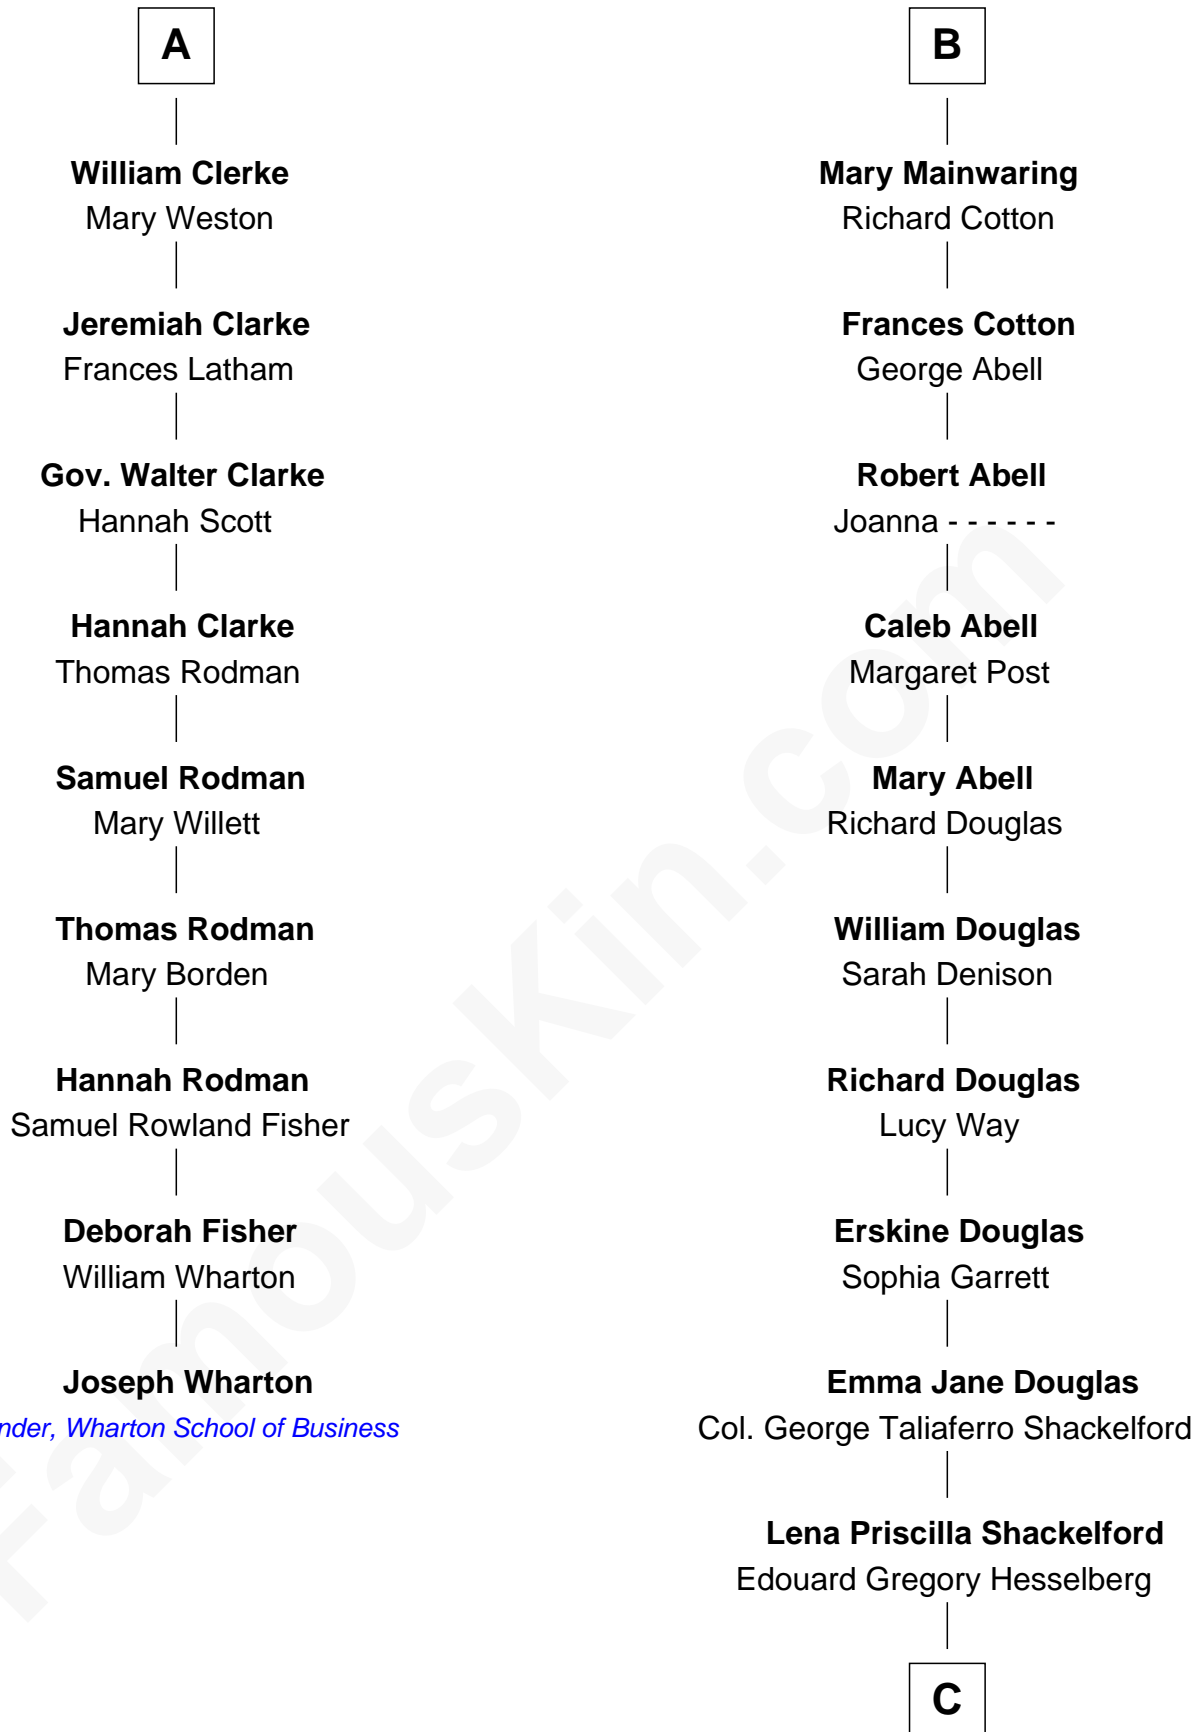 A
William Clerke
Mary Weston
Jeremiah Clarke
Frances Latham
Gov. Walter Clarke
Hannah Scott
Hannah Clarke
Thomas Rodman
Samuel Rodman
Mary Willett
Thomas Rodman
Mary Borden
Hannah Rodman
Samuel Rowland Fisher
Deborah Fisher
William Wharton
Joseph Wharton
nder, Wharton School of Business
B
Mary Mainwaring
Richard Cotton
Frances Cotton
George Abell
Robert Abell
Joanna - - - - - -
Caleb Abell
Margaret Post
Mary Abell
Richard Douglas
William Douglas
Sarah Denison
Richard Douglas
Lucy Way
Erskine Douglas
Sophia Garrett
Emma Jane Douglas
Col. George Taliaferro Shackelford
Lena Priscilla Shackelford
Edouard Gregory Hesselberg
C
FamousKin.com